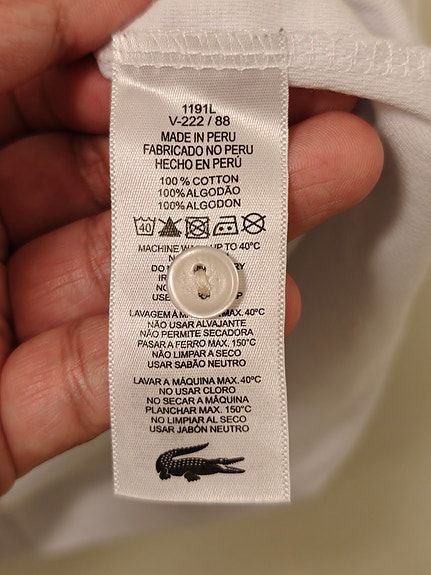 1191L
V-222 / 88
MADE IN PERU
FABRICADO NO PERU
HECHO EN PERÚ
100% COTTON
100% ALGODÃO
100% ALGODON
40
MACHINE UP TO 40°C
DO
USE
LAVAGEM À MAX. 40°C
NÃO USAR ALVAJANTE
NÃO PERMITE SECADORA
PASAR A FERRO MAX. 150°C
NÃO LIMPAR A SECO
USAR SABÃO NEUTRO
LAVAR A MÁQUINA MAX. 40°C
NO USAR CLORO
NO SECAR A MÁQUINA
PLANCHAR MAX. 150°C
NO LIMPIAR AL SECO
USAR JABÓN NEUTRO